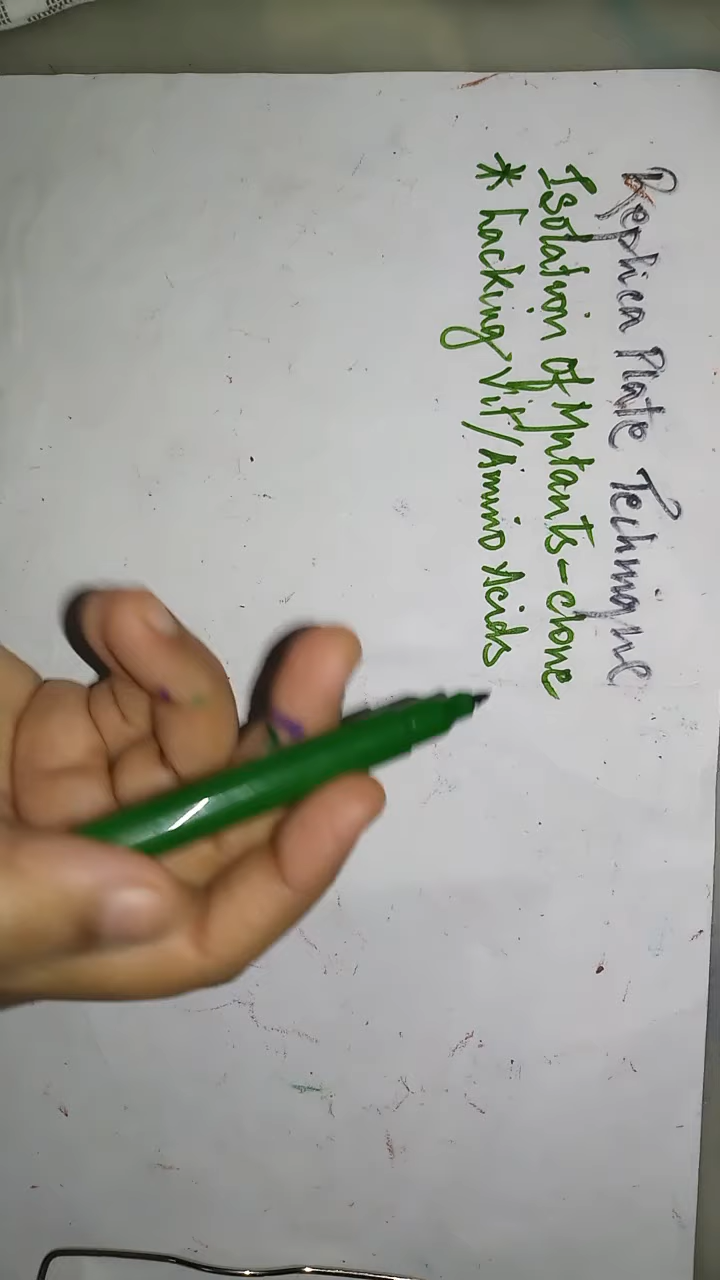 Replica Plate Technique
Isolation of Mutants-clone
* Lacking Vit/Amino Acids